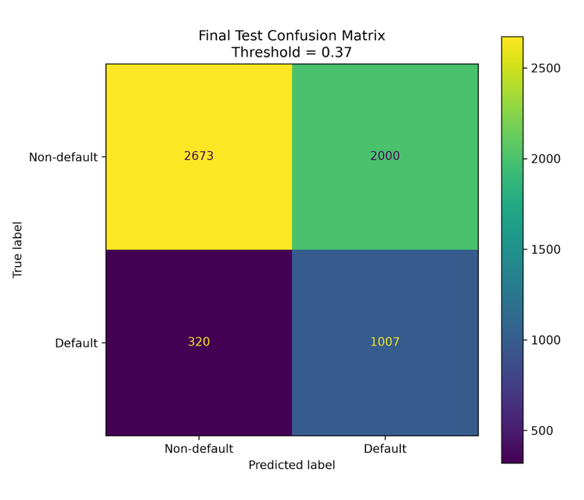 Final Test Confusion Matrix
Threshold = 0.37
True label
Non-default
2673
2000
Default
320
1007
Non-default
Default
Predicted label
2500
2000
1500
1000
500